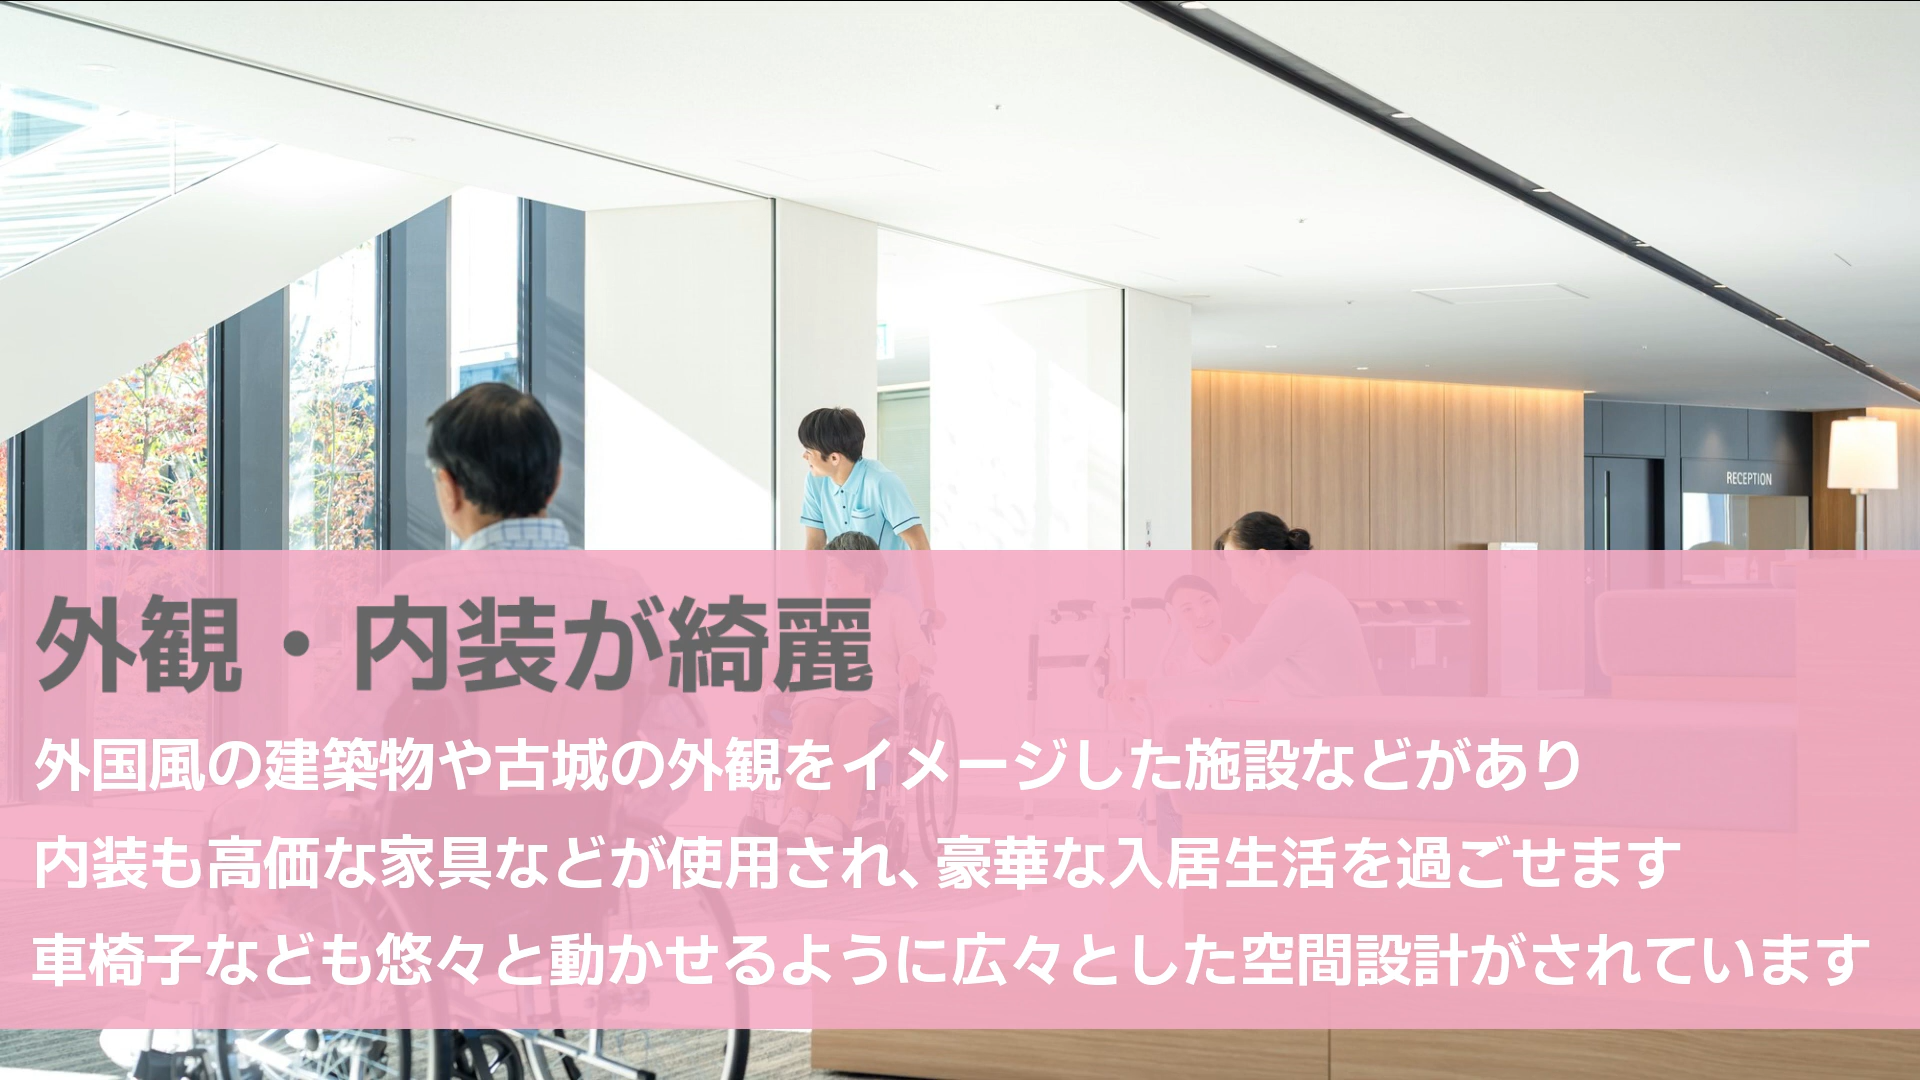 RECEPTION
外観・内装が綺麗
外国風の建築物や古城の外観をイメージした施設などがあり
内装も高価な家具などが使用され、豪華な入居生活を過ごせます
車椅子なども悠々と動かせるように広々とした空間設計がされています